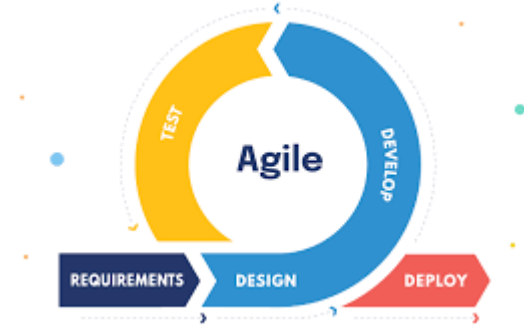 TEST
DEVELOP
Agile
REQUIREMENTS
DESIGN
DEPLOY